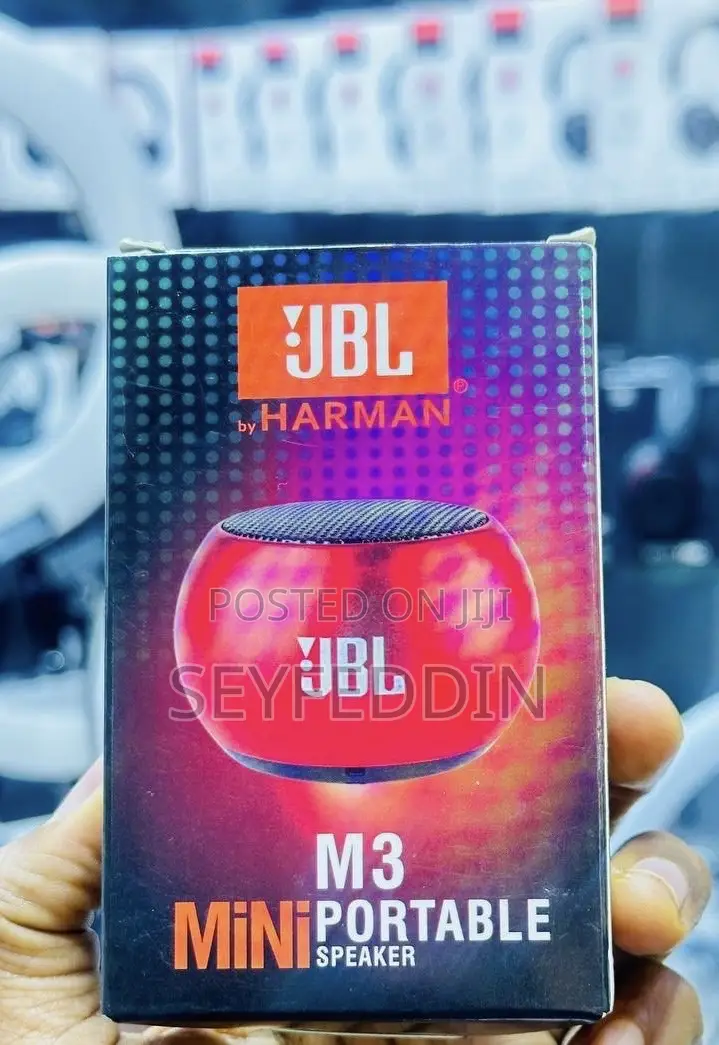 JBL
®
by HARMAN
POSTED ON JIJI
JBL
SEYFEDDIN
M3
MiNi PORTABLE
SPEAKER